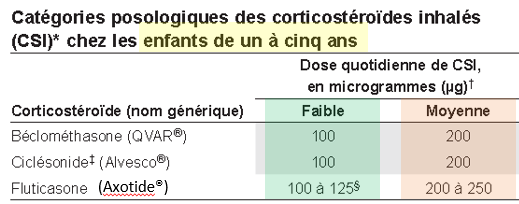 Catégories posologiques des corticostéroïdes inhalés
(CSI)* chez les enfants de un à cinq ans
Dose quotidienne de CSI,
en microgrammes (µg)†
Corticostéroïde (nom générique) Faible Moyenne
Béclométhasone (QVAR®) 100 200
Ciclésonide‡ (Alvesco®) 100 200
Fluticasone (Axotide®) 100 à 125§ 200 à 250